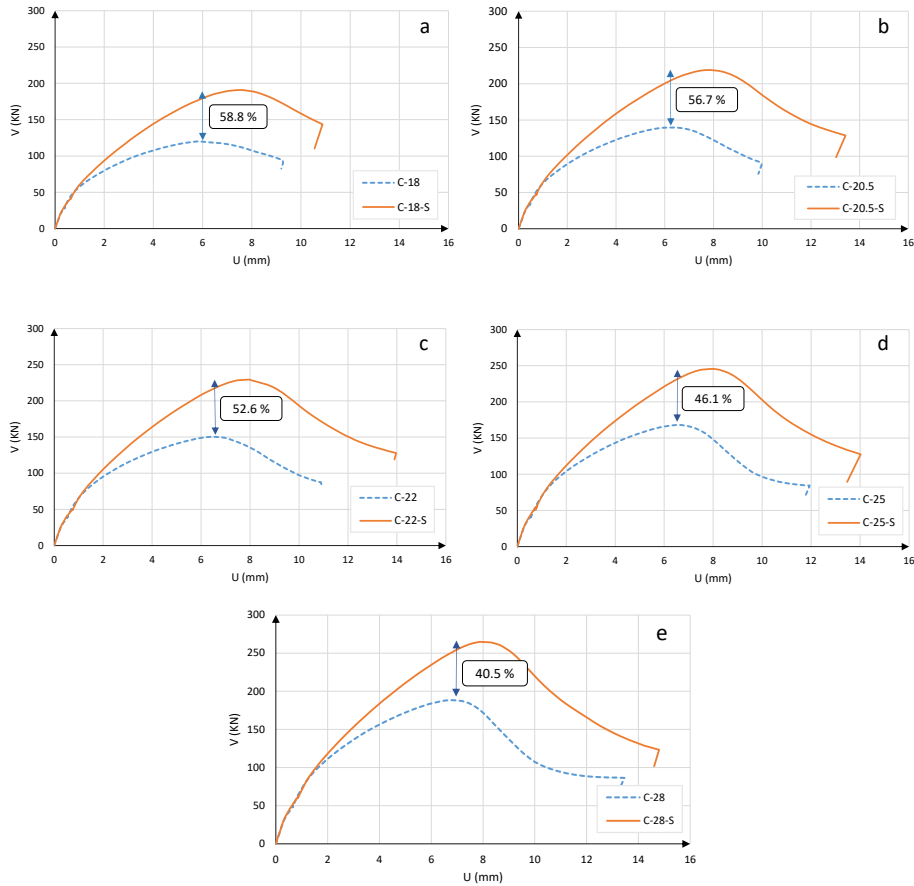 a
300
250
200
150
100
50
0
V (KN)
58.8 %
C-18
C-18-S
0 2 4 6 8 10 12 14 16
U (mm)
b
300
250
200
150
100
50
0
V (KN)
56.7 %
C-20.5
C-20.5-S
0 2 4 6 8 10 12 14 16
U (mm)
c
300
250
200
150
100
50
0
V (KN)
52.6 %
C-22
C-22-S
0 2 4 6 8 10 12 14 16
U (mm)
d
300
250
200
150
100
50
0
V (KN)
46.1 %
C-25
C-25-S
0 2 4 6 8 10 12 14 16
U (mm)
e
300
250
200
150
100
50
0
V (KN)
40.5 %
C-28
C-28-S
0 2 4 6 8 10 12 14 16
U (mm)